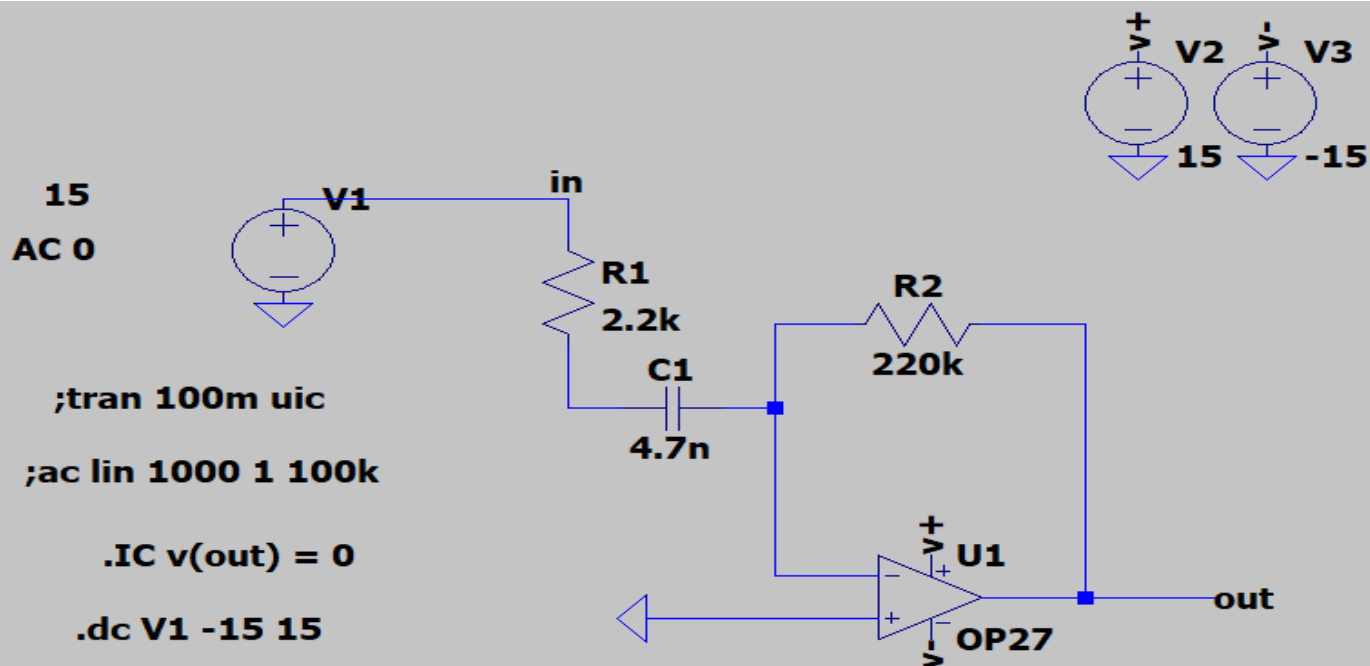 v+
V2
15
v-
V3
-15
15
AC 0
V1
in
R1
2.2k
C1
4.7n
R2
220k
;tran 100m uic
;ac lin 1000 1 100k
.IC v(out) = 0
.dc V1 -15 15
v+
U1
OP27
v-
out